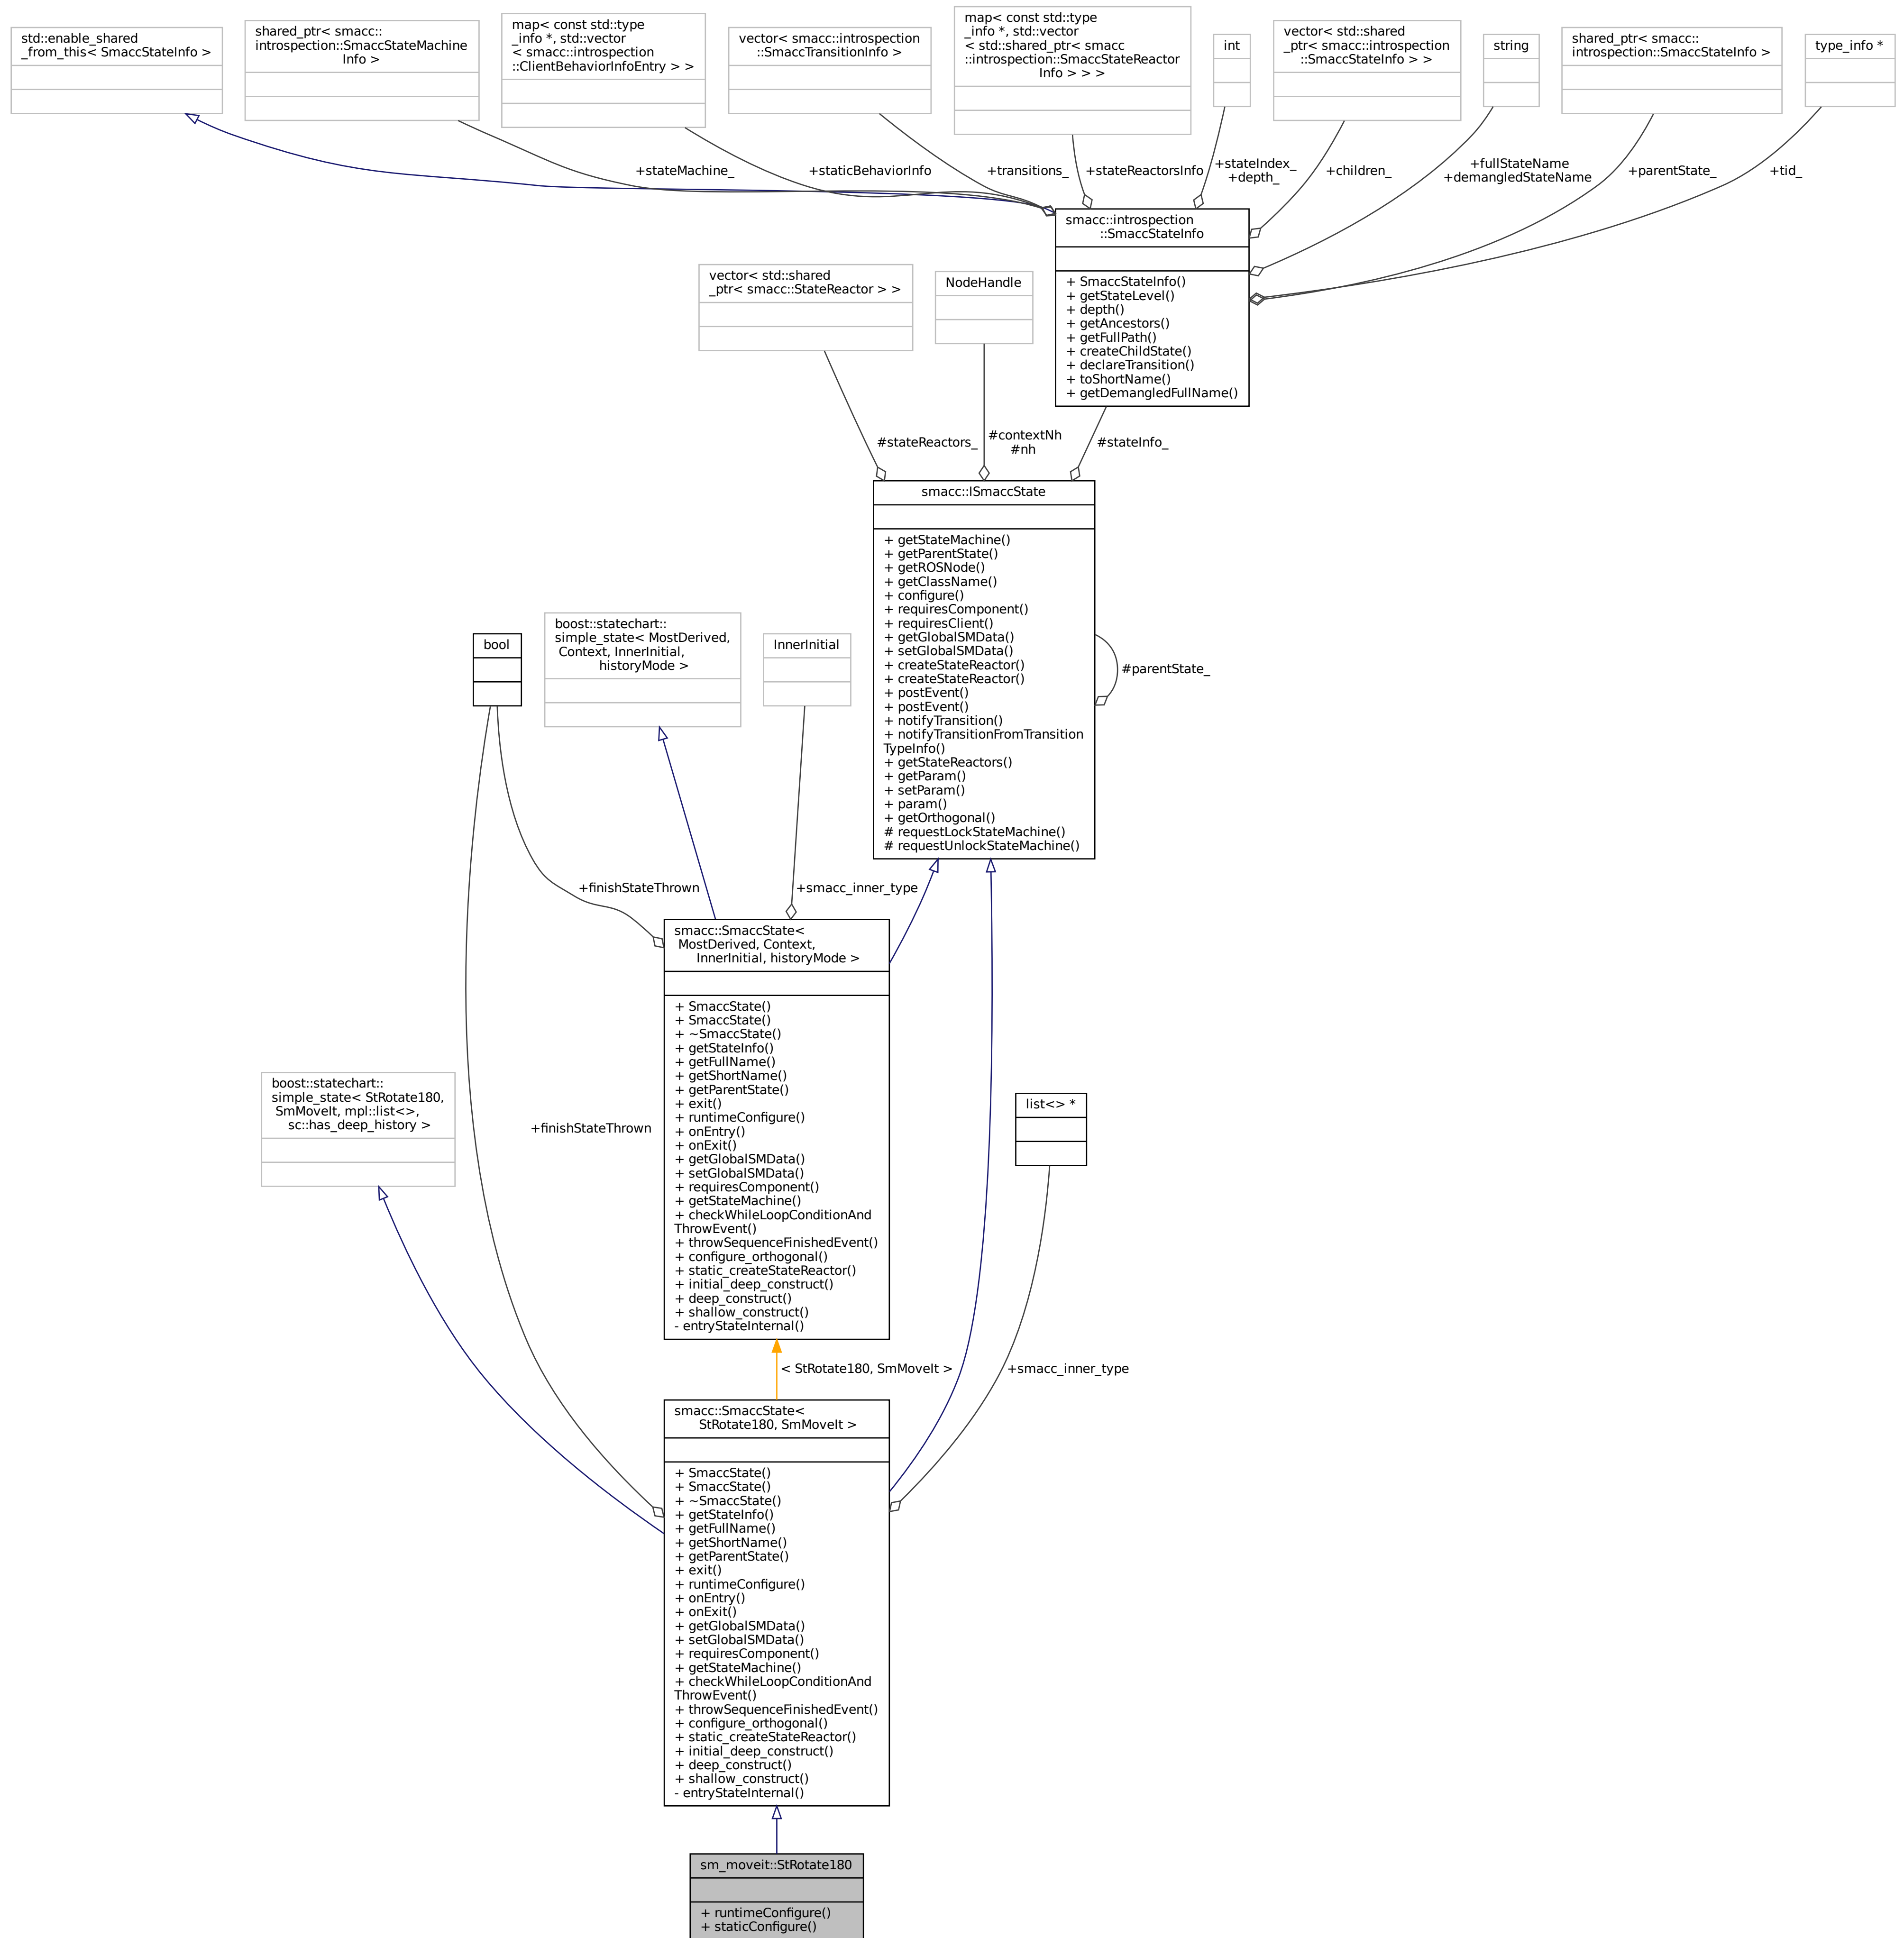 std::enable_shared
_from_this< SmaccStateInfo >
shared_ptr< smacc::
introspection::SmaccStateMachine
Info >
map< const std::type
_info *, std::vector
< smacc::introspection
::ClientBehaviorInfoEntry > >
vector< smacc::introspection
::SmaccTransitionInfo >
map< const std::type
_info *, std::vector
< std::shared_ptr< smacc
::introspection::SmaccStateReactor
Info > > >
int
vector< std::shared
_ptr< smacc::introspection
::SmaccStateInfo > >
string
shared_ptr< smacc::
introspection::SmaccStateInfo >
type_info *
+stateMachine_
+staticBehaviorInfo
+transitions_
+stateReactorsInfo
+stateIndex_
+depth_
+children_
+fullStateName
+demangledStateName
+parentState_
+tid_
smacc::introspection
::SmaccStateInfo
+ SmaccStateInfo()
+ getStateLevel()
+ depth()
+ getAncestors()
+ getFullPath()
+ createChildState()
+ declareTransition()
+ toShortName()
+ getDemangledFullName()
vector< std::shared
_ptr< smacc::StateReactor > >
NodeHandle
#stateReactors_
#contextNh
#nh
#stateInfo_
smacc::ISmaccState
+ getStateMachine()
+ getParentState()
+ getROSNode()
+ getClassName()
+ configure()
+ requiresComponent()
+ requiresClient()
+ getGlobalSMData()
+ setGlobalSMData()
+ createStateReactor()
+ createStateReactor()
+ postEvent()
+ postEvent()
+ notifyTransition()
+ notifyTransitionFromTransition
TypeInfo()
+ getStateReactors()
+ getParam()
+ setParam()
+ param()
+ getOrthogonal()
# requestLockStateMachine()
# requestUnlockStateMachine()
#parentState_
bool
boost::statechart::
simple_state< MostDerived,
Context, InnerInitial,
historyMode >
InnerInitial
+finishStateThrown
+smacc_inner_type
smacc::SmaccState<
MostDerived, Context,
InnerInitial, historyMode >
+ SmaccState()
+ SmaccState()
+ ~SmaccState()
+ getStateInfo()
+ getFullName()
+ getShortName()
+ getParentState()
+ exit()
+ runtimeConfigure()
+ onEntry()
+ onExit()
+ getGlobalSMData()
+ setGlobalSMData()
+ requiresComponent()
+ getStateMachine()
+ checkWhileLoopConditionAnd
ThrowEvent()
+ throwSequenceFinishedEvent()
+ configure_orthogonal()
+ static_createStateReactor()
+ initial_deep_construct()
+ deep_construct()
+ shallow_construct()
- entryStateInternal()
boost::statechart::
simple_state< StRotate180,
SmMoveIt, mpl::list<>,
sc::has_deep_history >
+finishStateThrown
list<> *
< StRotate180, SmMoveIt >
+smacc_inner_type
smacc::SmaccState<
StRotate180, SmMoveIt >
+ SmaccState()
+ SmaccState()
+ ~SmaccState()
+ getStateInfo()
+ getFullName()
+ getShortName()
+ getParentState()
+ exit()
+ runtimeConfigure()
+ onEntry()
+ onExit()
+ getGlobalSMData()
+ setGlobalSMData()
+ requiresComponent()
+ getStateMachine()
+ checkWhileLoopConditionAnd
ThrowEvent()
+ throwSequenceFinishedEvent()
+ configure_orthogonal()
+ static_createStateReactor()
+ initial_deep_construct()
+ deep_construct()
+ shallow_construct()
- entryStateInternal()
sm_moveit::StRotate180
+ runtimeConfigure()
+ staticConfigure()